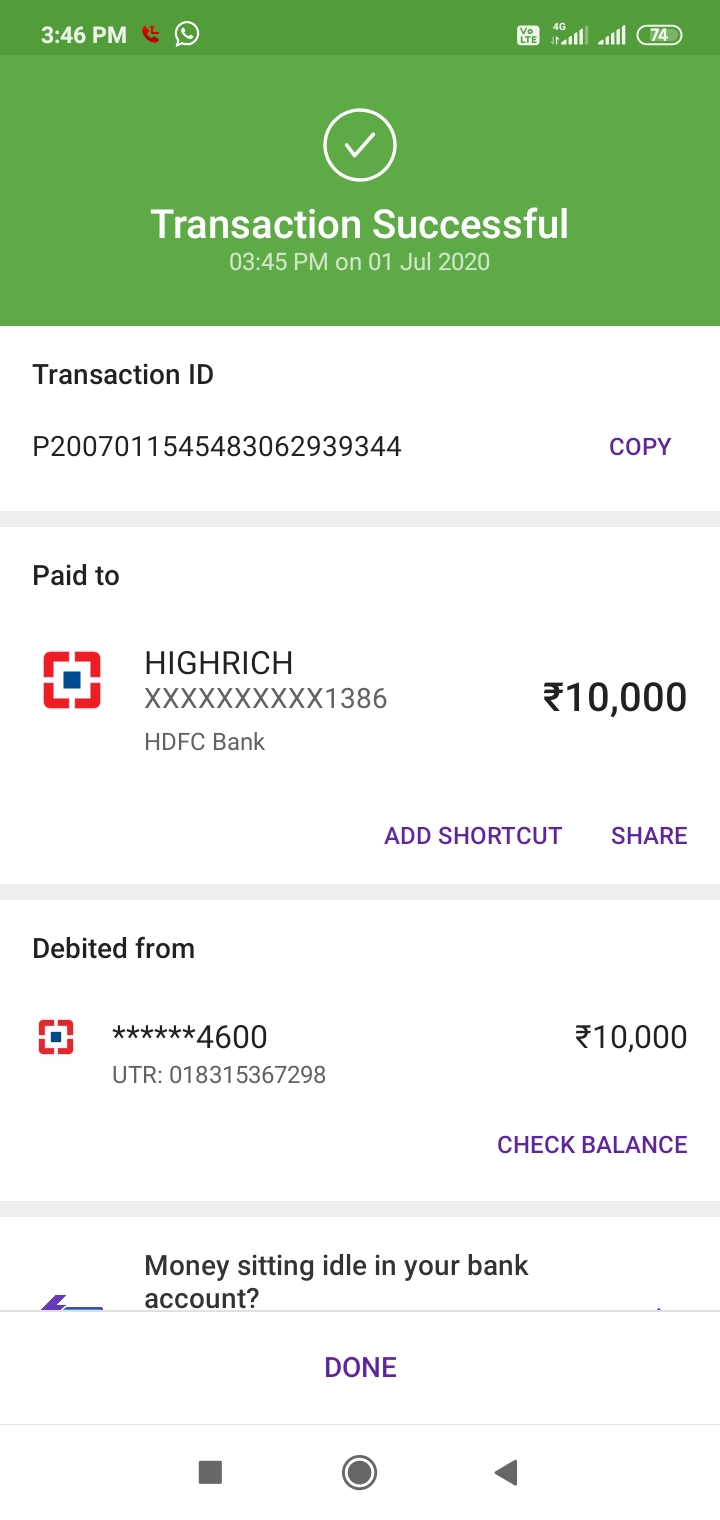 3:46 PM
Vo LTE 4G 74
Transaction Successful
03:45 PM on 01 Jul 2020
Transaction ID
P2007011545483062939344 COPY
Paid to
HIGHRICH
XXXXXXXXXX1386 ₹10,000
HDFC Bank
ADD SHORTCUT SHARE
Debited from
******4600 ₹10,000
UTR: 018315367298
CHECK BALANCE
Money sitting idle in your bank
account?
DONE